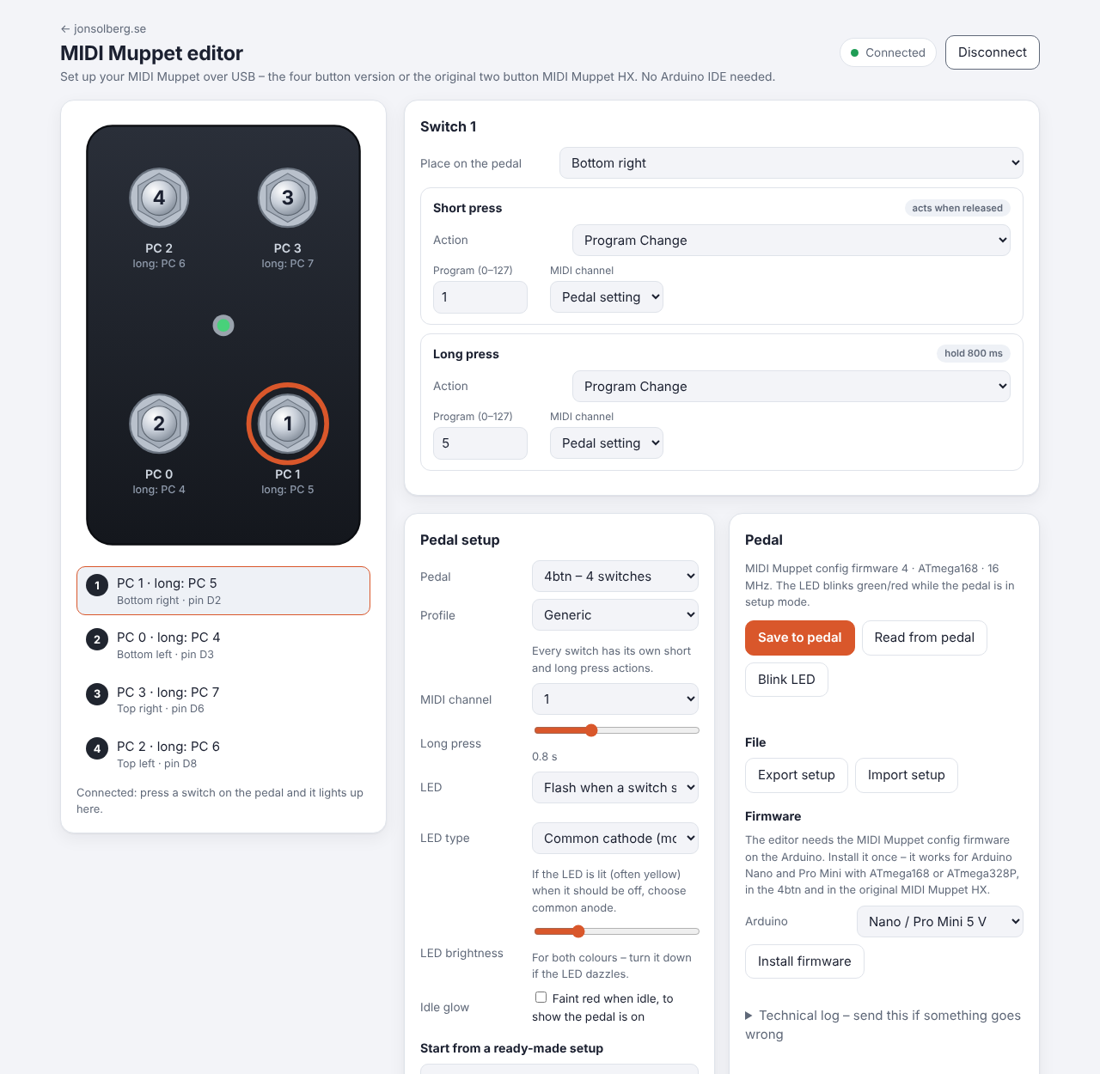 ← jonsolberg.se
MIDI Muppet editor
Set up your MIDI Muppet over USB – the four button version or the original two button MIDI Muppet HX. No Arduino IDE needed.
Connected
Disconnect
4
3
PC 2
long: PC 6
PC 3
long: PC 7
2
1
PC 0
long: PC 4
PC 1
long: PC 5
1
PC 1 · long: PC 5
Bottom right · pin D2
2
PC 0 · long: PC 4
Bottom left · pin D3
3
PC 3 · long: PC 7
Top right · pin D6
4
PC 2 · long: PC 6
Top left · pin D8
Connected: press a switch on the pedal and it lights up
here.
Switch 1
Place on the pedal
Bottom right
Short press
acts when released
Action
Program Change
Program (0–127)
MIDI channel
1
Pedal setting
Long press
hold 800 ms
Action
Program Change
Program (0–127)
MIDI channel
5
Pedal setting
Pedal setup
Pedal
4btn – 4 switches
Profile
Generic
Every switch has its own short
and long press actions.
MIDI channel
1
Long press
0.8 s
LED
Flash when a switch s
LED type
Common cathode (mo
If the LED is lit (often yellow)
when it should be off, choose
common anode.
LED brightness
For both colours – turn it down
if the LED dazzles.
Idle glow
Faint red when idle, to
show the pedal is on
Start from a ready-made setup
Pedal
MIDI Muppet config firmware 4 · ATmega168 · 16
MHz. The LED blinks green/red while the pedal is in
setup mode.
Save to pedal
Read from pedal
Blink LED
File
Export setup
Import setup
Firmware
The editor needs the MIDI Muppet config firmware
on the Arduino. Install it once – it works for Arduino
Nano and Pro Mini with ATmega168 or ATmega328P,
in the 4btn and in the original MIDI Muppet HX.
Arduino
Nano / Pro Mini 5 V
Install firmware
Technical log – send this if something goes
wrong